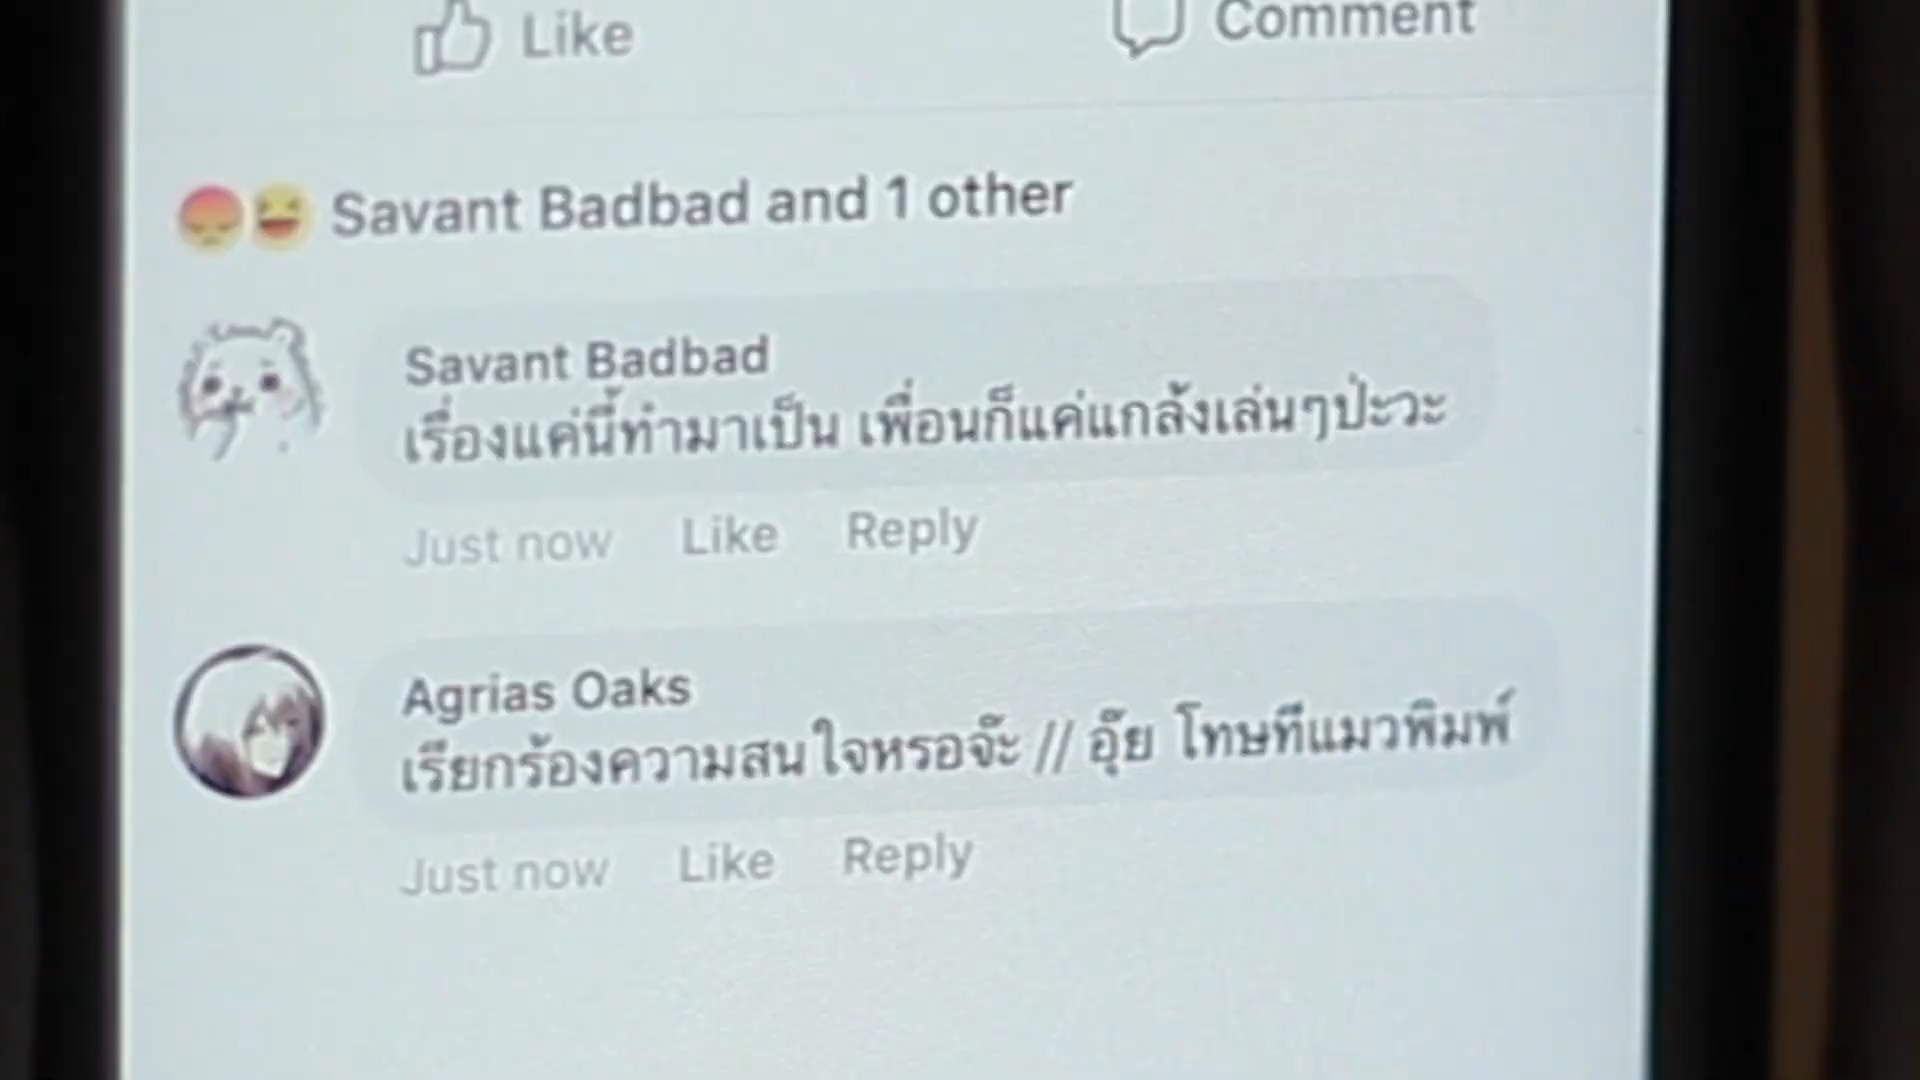 Like Comment
Savant Badbad and 1 other
Savant Badbad
เรื่องแค่นี้ทำมาเป็น เพื่อนก็แค่แกล้งเล่นๆป่ะวะ
Just now Like Reply
Agrias Oaks
เรียกร้องความสนใจหรอจ๊ะ // อุ๊ย โทษทีแมวพิมพ์
Just now Like Reply